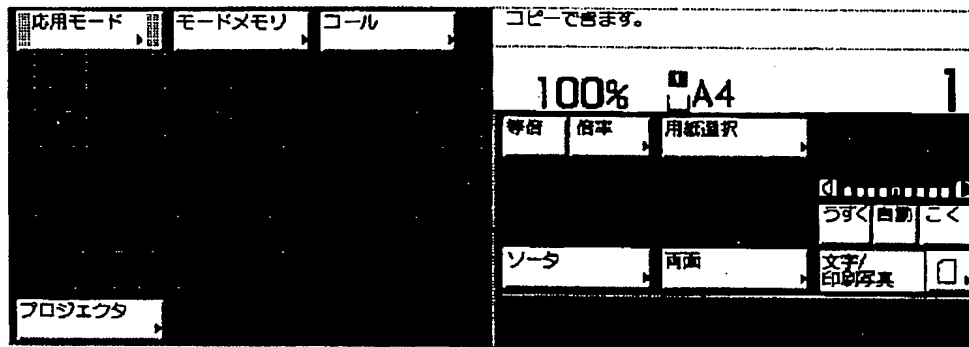 応用モード
モードメモリ
コール
プロジェクタ
コピーできます。
100%
1
A4
1
等倍
倍率
用紙選択
うすく
自動
こく
ソータ
両面
文字/
印刷写真